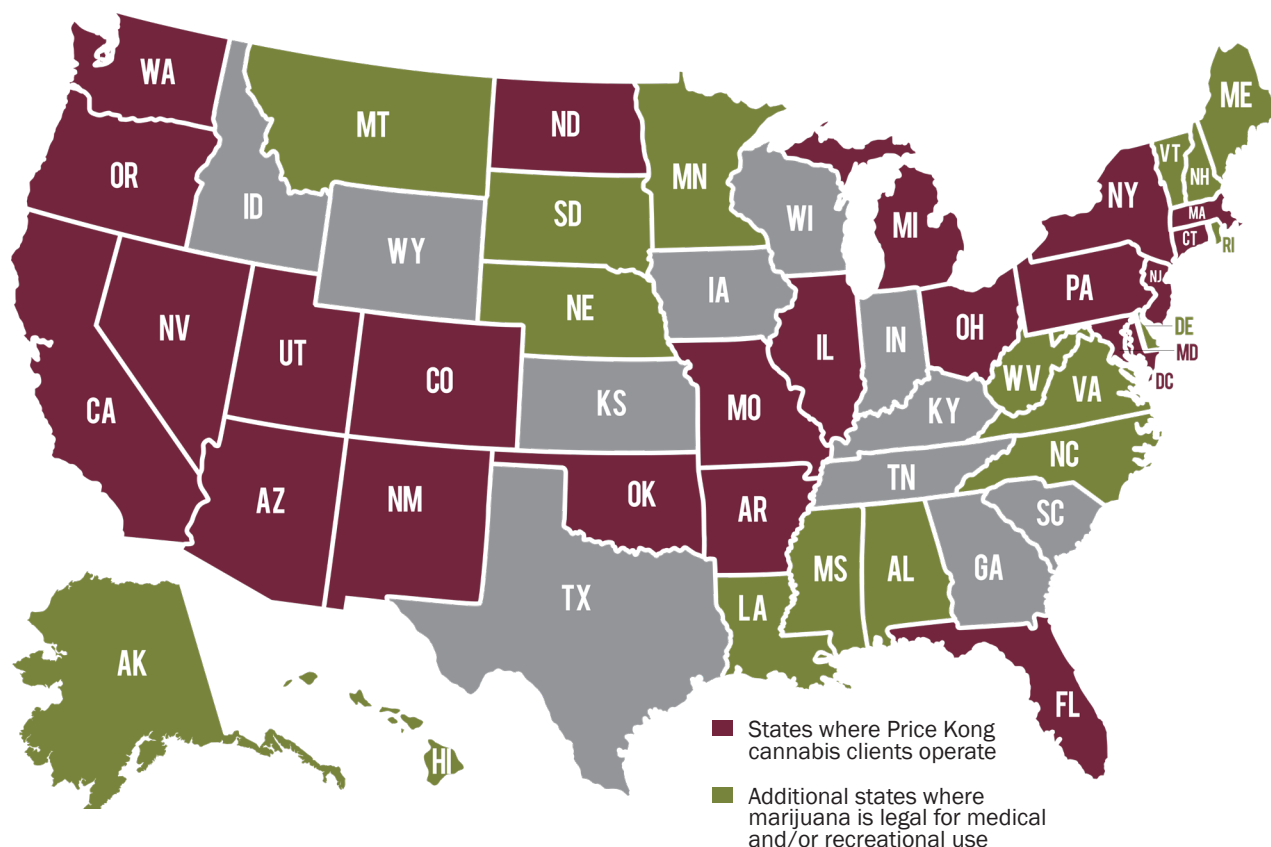 WA
MT
ND
MN
ME
VT
NH
OR
ID
SD
WI
NY
MA
MI
CT
RI
WY
IA
NE
PA
NJ
NV
UT
CO
IL
IN
OH
DE
MD
DC
WV
VA
CA
KS
MO
KY
NC
AZ
NM
OK
AR
TN
SC
MS
AL
GA
TX
LA
AK
HI
FL
States where Price Kong
cannabis clients operate
Additional states where
marijuana is legal for medical
and/or recreational use